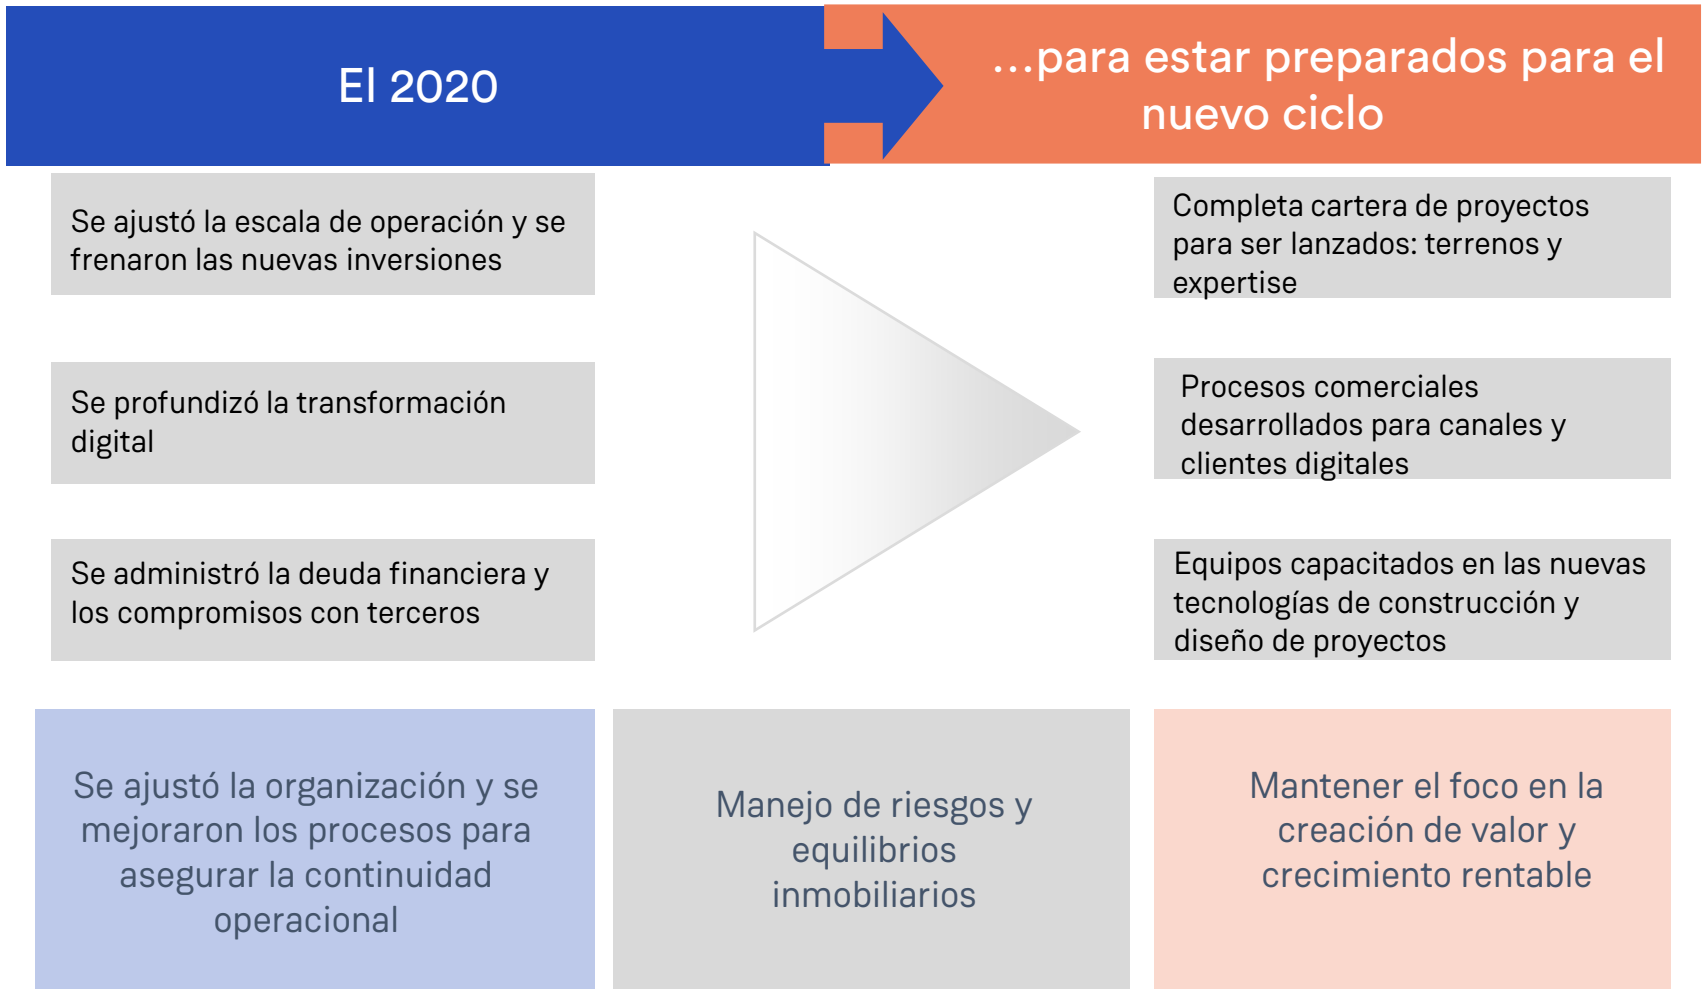 El 2020
...para estar preparados para el
nuevo ciclo
Se ajustó la escala de operación y se
frenaron las nuevas inversiones
Completa cartera de proyectos
para ser lanzados: terrenos y
expertise
Se profundizó la transformación
digital
Procesos comerciales
desarrollados para canales y
clientes digitales
Se administró la deuda financiera y
los compromisos con terceros
Equipos capacitados en las nuevas
tecnologías de construcción y
diseño de proyectos
Se ajustó la organización y se
mejoraron los procesos para
asegurar la continuidad
operacional
Manejo de riesgos y
equilibrios
inmobiliarios
Mantener el foco en la
creación de valor y
crecimiento rentable